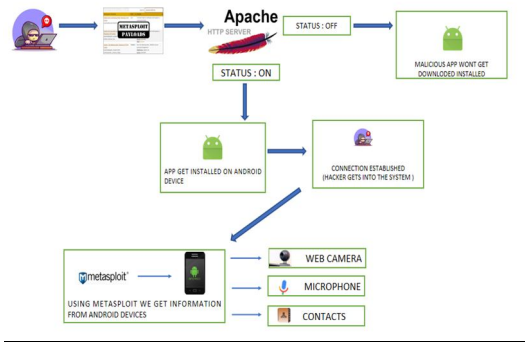 METASPLOIT
PAYLOADS
Apache
HTTP SERVER
STATUS : OFF
MALICIOUS APP WONT GET
DOWNLODED INSTALLED
STATUS : ON
APP GET INSTALLED ON ANDROID
DEVICE
CONNECTION ESTABLISHED
(HACKER GETS INTO THE SYSTEM )
metasploit
USING METASPLOIT WE GET INFORMATION
FROM ANDROID DEVICES
WEB CAMERA
MICROPHONE
CONTACTS